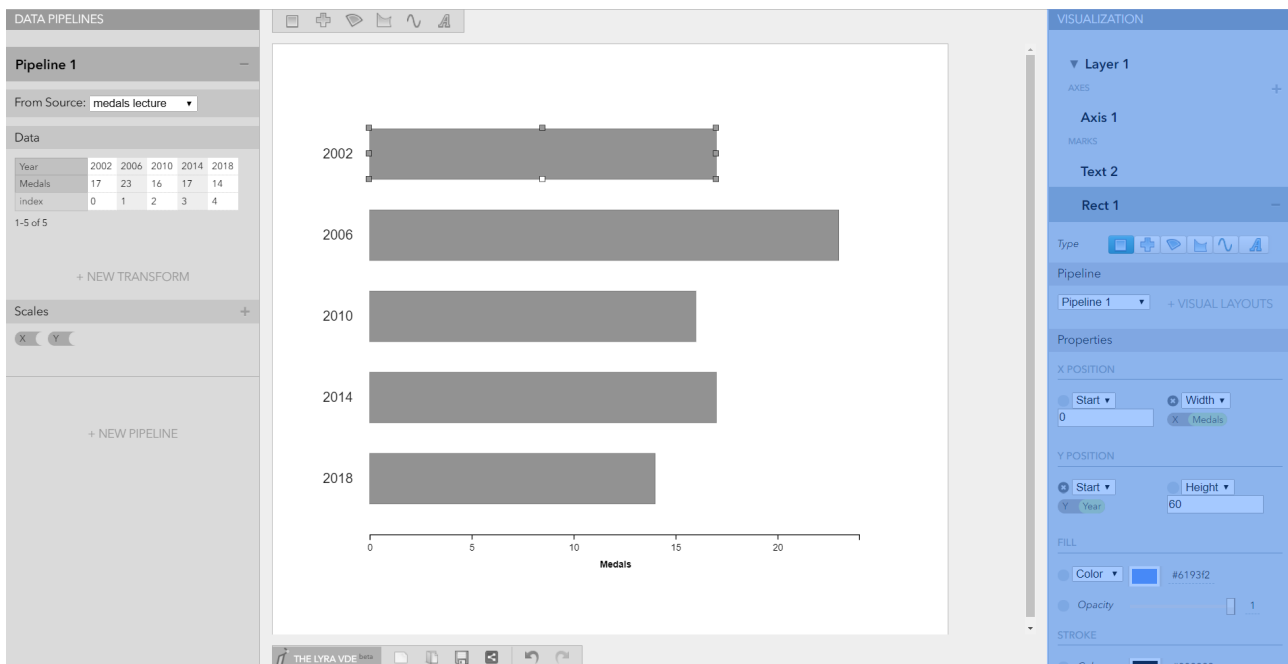 DATA PIPELINES
Pipeline 1
From Source: medals lecture
Data
Year 2002 2006 2010 2014 2018
Medals 17 23 16 17 14
index 0 1 2 3 4
1-5 of 5
+ NEW TRANSFORM
Scales
X Y
+ NEW PIPELINE
2002
2006
2010
2014
2018
0 5 10 15 20
Medals
THE LYRA VDE beta
VISUALIZATION
Layer 1
AXES
Axis 1
MARKS
Text 2
Rect 1
Type
Pipeline
Pipeline 1 + VISUAL LAYOUTS
Properties
X POSITION
Start Width
0 X Medals
Y POSITION
Start Height
Y Year 60
FILL
Color #6193f2
Opacity 1
STROKE